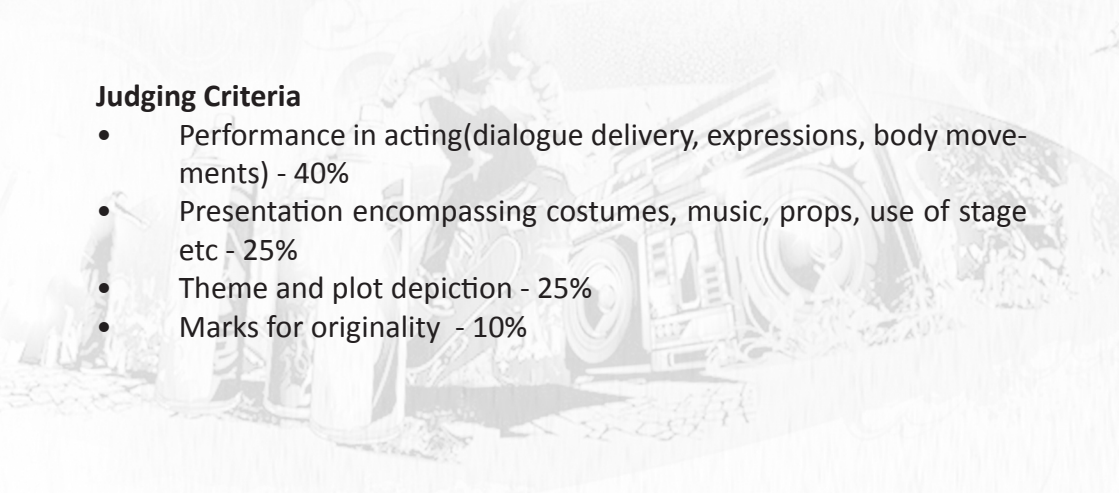 Judging Criteria
• Performance in acting(dialogue delivery, expressions, body move-
ments) - 40%
• Presentation encompassing costumes, music, props, use of stage
etc - 25%
• Theme and plot depiction - 25%
• Marks for originality  - 10%